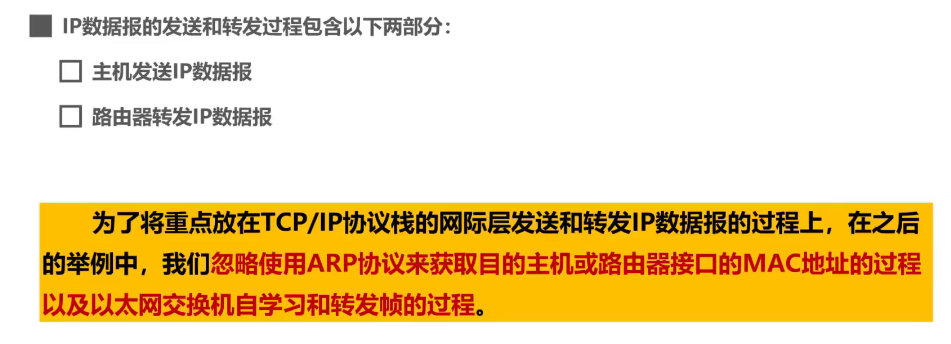 IP数据报的发送和转发过程包含以下两部分：
主机发送IP数据报
路由器转发IP数据报
为了将重点放在TCP/IP协议栈的网际层发送和转发IP数据报的过程上，在之后
的举例中，我们忽略使用ARP协议来获取目的主机或路由器接口的MAC地址的过程
以及以太网交换机自学习和转发帧的过程。